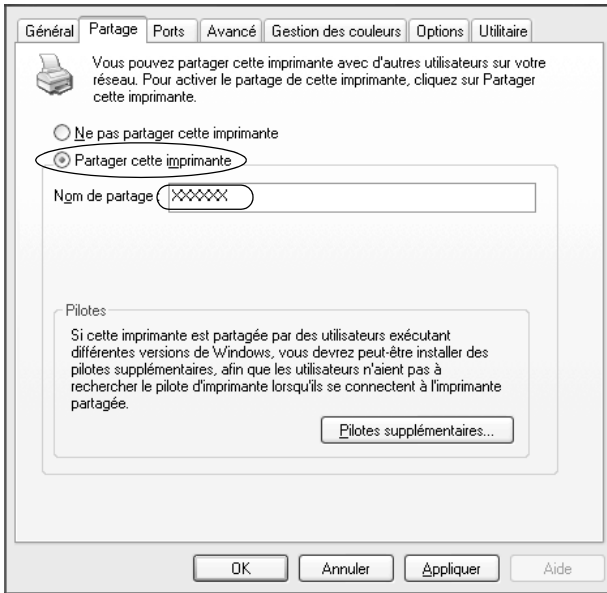 Général Partage Ports Avancé Gestion des couleurs Options Utilitaire
Vous pouvez partager cette imprimante avec d'autres utilisateurs sur votre
réseau. Pour activer le partage de cette imprimante, cliquez sur Partager
cette imprimante.
Ne pas partager cette imprimante
Partager cette imprimante
Nom de partage : XXXXXX
Pilotes
Si cette imprimante est partagée par des utilisateurs exécutant
différentes versions de Windows, vous devrez peut-être installer des
pilotes supplémentaires, afin que les utilisateurs n'aient pas à
rechercher le pilote d'imprimante lorsqu'ils se connectent à l'imprimante
partagée.
Pilotes supplémentaires...
OK Annuler Appliquer Aide